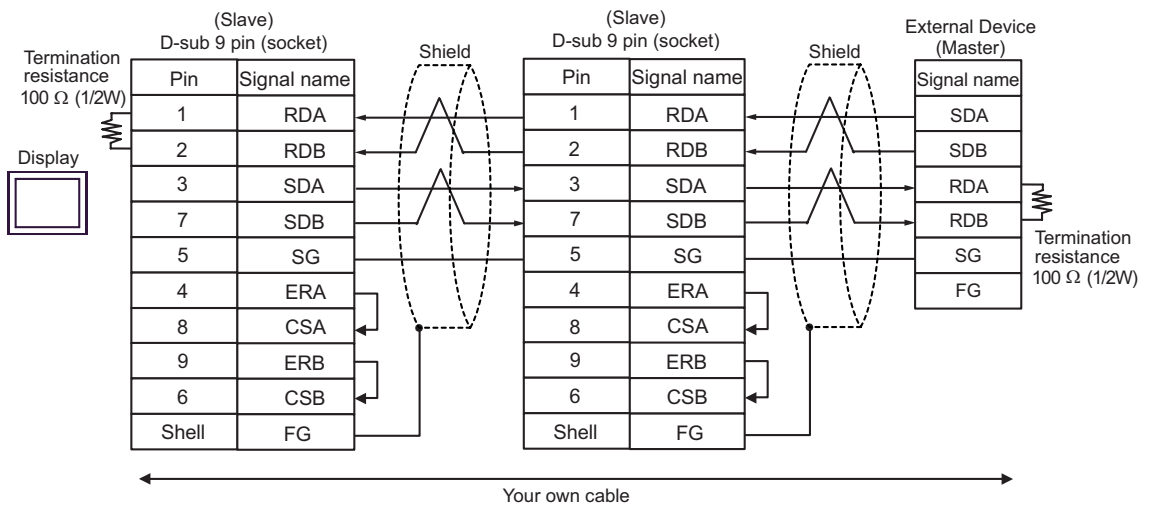 (Slave)
D-sub 9 pin (socket)
(Slave)
D-sub 9 pin (socket)
External Device
(Master)
Termination
resistance
100 Ω (1/2W)
Display
Shield
Shield
Pin Signal name
1 RDA
2 RDB
3 SDA
7 SDB
5 SG
4 ERA
8 CSA
9 ERB
6 CSB
Shell FG
Pin Signal name
1 RDA
2 RDB
3 SDA
7 SDB
5 SG
4 ERA
8 CSA
9 ERB
6 CSB
Shell FG
Signal name
SDA
SDB
RDA
RDB
SG
FG
Termination
resistance
100 Ω (1/2W)
Your own cable